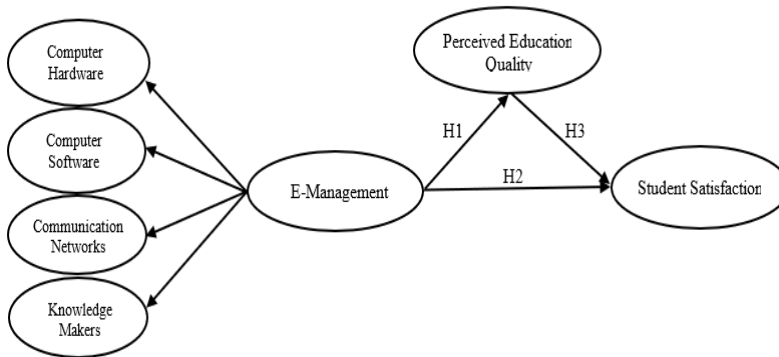 Computer
Hardware
Computer
Software
Communication
Networks
Knowledge
Makers
E-Management
Perceived Education
Quality
Student Satisfaction
H1
H2
H3